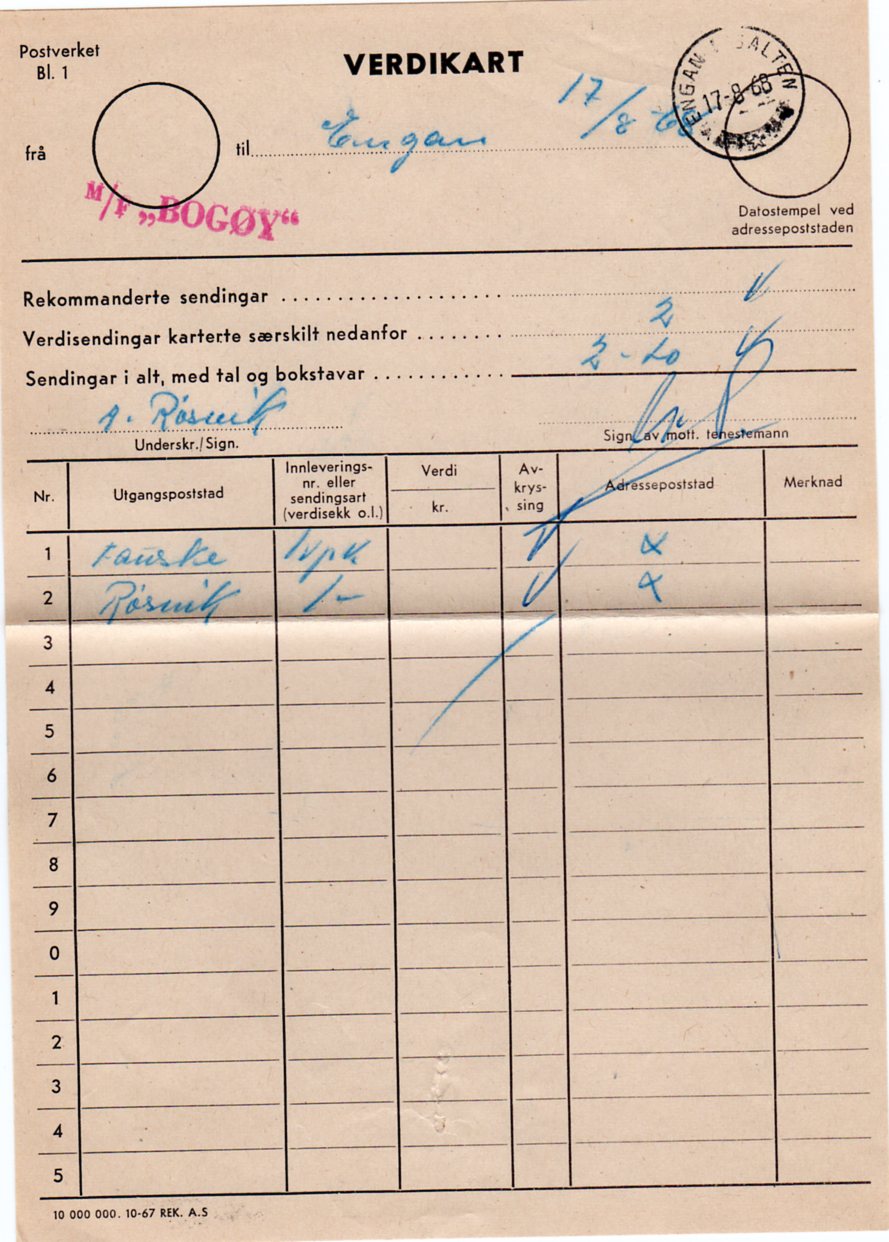 Postverket
Bl. 1
VERDIKART
ENGAN I SALTEN
17-8-68
frå
til Engan 17/8 68
M/F „BOGØY“
Datostempel ved
adressepoststaden
Rekommanderte sendingar
Verdisendingar karterte særskilt nedanfor 2
Sendingar i alt, med tal og bokstavar 2 - to
A. Røsvik
Underskr./Sign.
Sign. av mott. tenestemann
Nr.
Utgangspoststad
Innleverings-
nr. eller
sendingsart
(verdisekk o.l.)
Verdi
kr.
Av-
krys-
sing
Adressepoststad
Merknad
1 Fauske 1 vpk x
2 Røsvik 1 – x
3
4
5
6
7
8
9
0
1
2
3
4
5
10 000 000. 10-67 REK. A.S